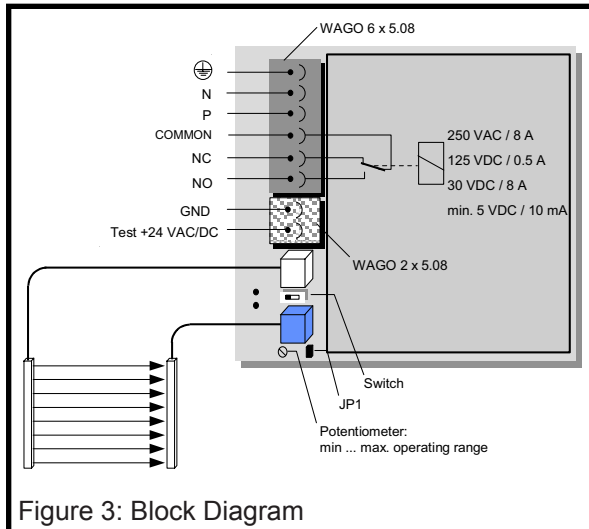 WAGO 6 x 5.08
N
P
COMMON
NC
NO
250 VAC / 8 A
125 VDC / 0.5 A
30 VDC / 8 A
min. 5 VDC / 10 mA
GND
Test +24 VAC/DC
WAGO 2 x 5.08
Switch
JP1
Potentiometer:
min ... max. operating range
Figure 3: Block Diagram